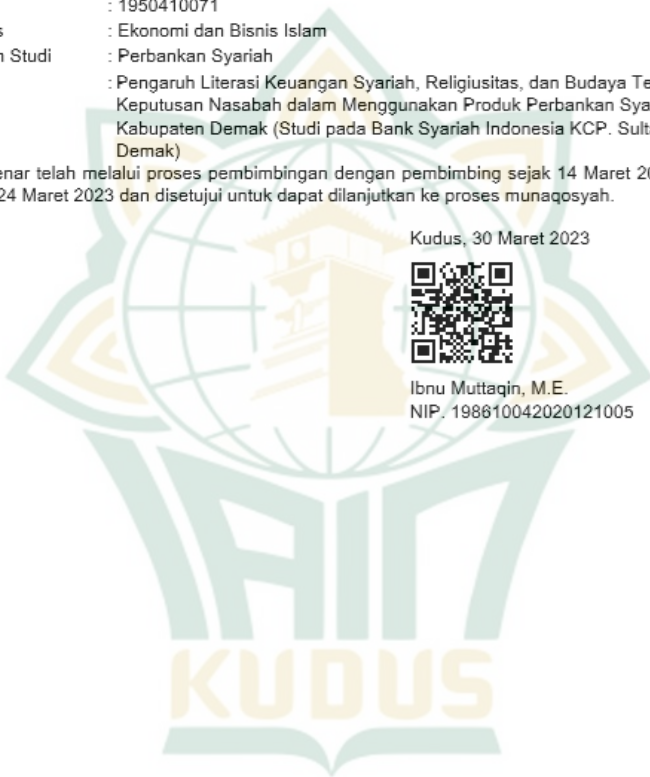 : 1950410071
s : Ekonomi dan Bisnis Islam
n Studi : Perbankan Syariah
: Pengaruh Literasi Keuangan Syariah, Religiusitas, dan Budaya Te
Keputusan Nasabah dalam Menggunakan Produk Perbankan Sya
Kabupaten Demak (Studi pada Bank Syariah Indonesia KCP. Sult
Demak)
enar telah melalui proses pembimbingan dengan pembimbing sejak 14 Maret 20
24 Maret 2023 dan disetujui untuk dapat dilanjutkan ke proses munaqosyah.
Kudus, 30 Maret 2023
Ibnu Muttaqin, M.E.
NIP. 198610042020121005
IAIN
KUDUS